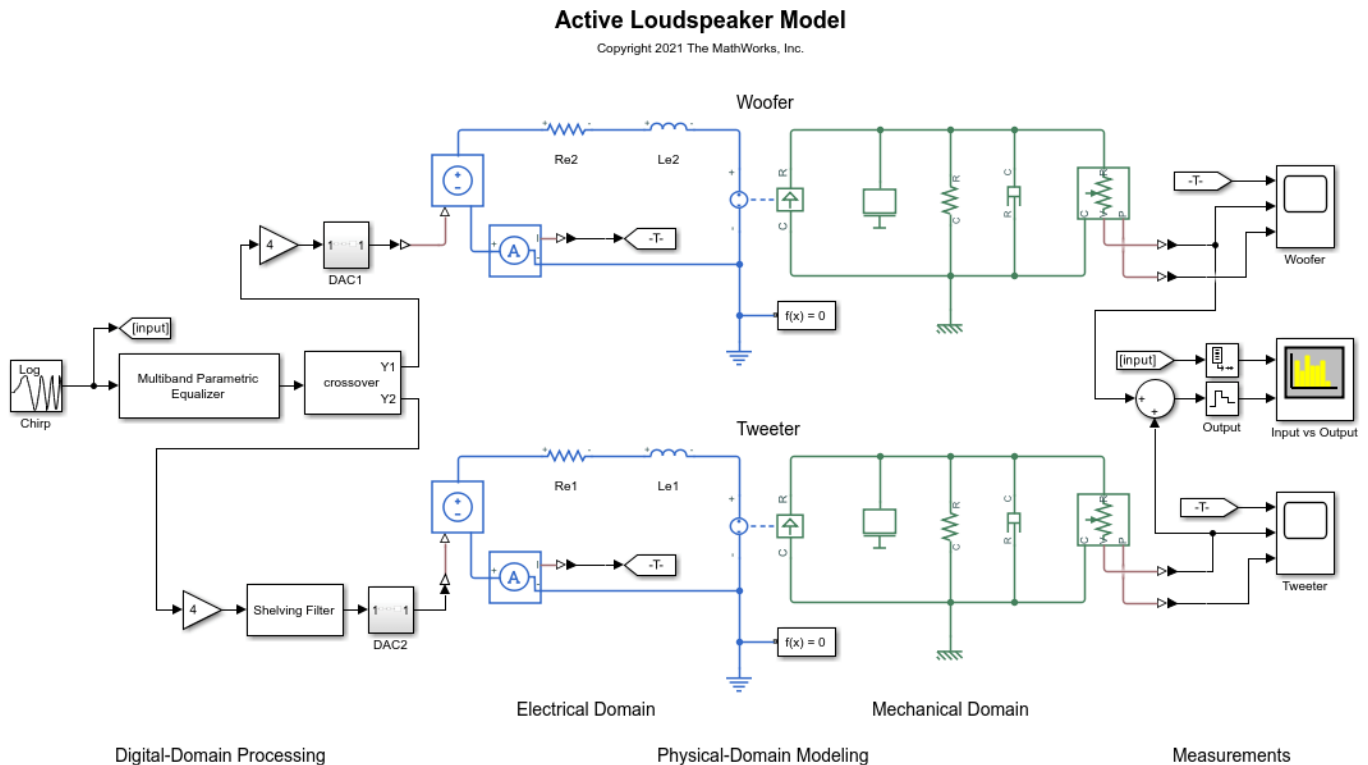 Active Loudspeaker Model
Copyright 2021 The MathWorks, Inc.
Woofer
+ -
+ -
Re2
Le2
+
-
+
-
R
C
R
C
C
R
R
C
V
P
-T-
Woofer
4
1 1
DAC1
A
+
I
-
-T-
f(x) = 0
[input]
Log
Chirp
Multiband Parametric
Equalizer
crossover
Y1
Y2
[input]
+
+
Output
Input vs Output
Tweeter
+ -
+ -
Re1
Le1
+
-
+
-
R
C
R
C
C
R
R
C
V
P
-T-
Tweeter
A
+
I
-
-T-
4
Shelving Filter
1 1
DAC2
f(x) = 0
Electrical Domain
Mechanical Domain
Digital-Domain Processing
Physical-Domain Modeling
Measurements